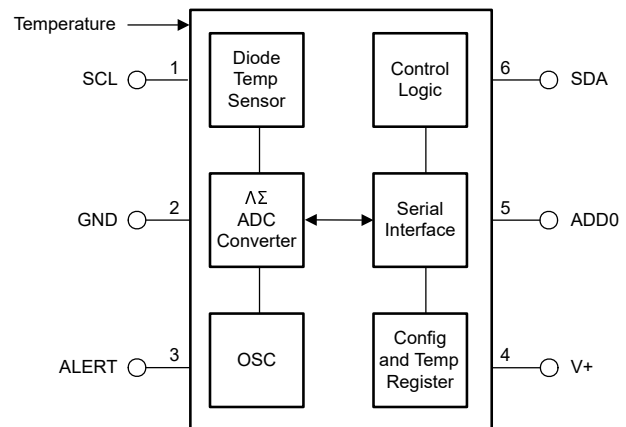 Temperature
SCL
1
Diode
Temp
Sensor
Control
Logic
6
SDA
GND
2
ΛΣ
ADC
Converter
Serial
Interface
5
ADD0
ALERT
3
OSC
Config
and Temp
Register
4
V+